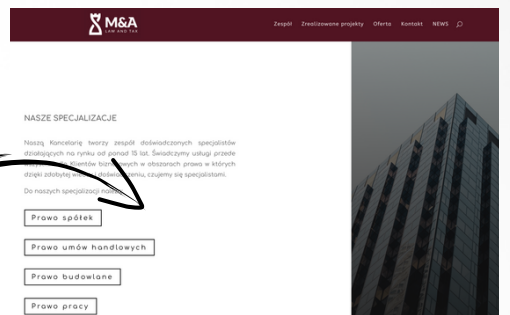 M&A
LAW AND TAX
Zespół Zrealizowane projekty Oferta Kontakt NEWS
NASZE SPECJALIZACJE
Naszą Kancelarię tworzy zespół doświadczonych specjalistów
działających na rynku od ponad 15 lat. Świadczymy usługi przede
Klientów biznesowych w obszarach prawa w których
dzięki zdobytej i doświadczeniu, czujemy się specjalistami.
Do naszych specjalizacji należą
Prawo spółek
Prawo umów handlowych
Prawo budowlane
Prawo pracy